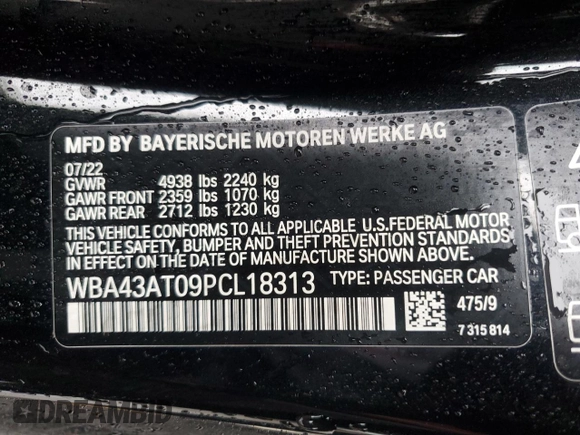 MFD BY BAYERISCHE MOTOREN WERKE AG
07/22
GVWR 4938 lbs 2240 kg
GAWR FRONT 2359 lbs 1070 kg
GAWR REAR 2712 lbs 1230 kg
THIS VEHICLE CONFORMS TO ALL APPLICABLE U.S.FEDERAL MOTOR
VEHICLE SAFETY, BUMPER AND THEFT PREVENTION STANDARDS
IN EFFECT ON THE DATE OF MANUFACTURE SHOWN ABOVE.
WBA43AT09PCL18313 TYPE: PASSENGER CAR
475/9
7 315 814
DREAMBID